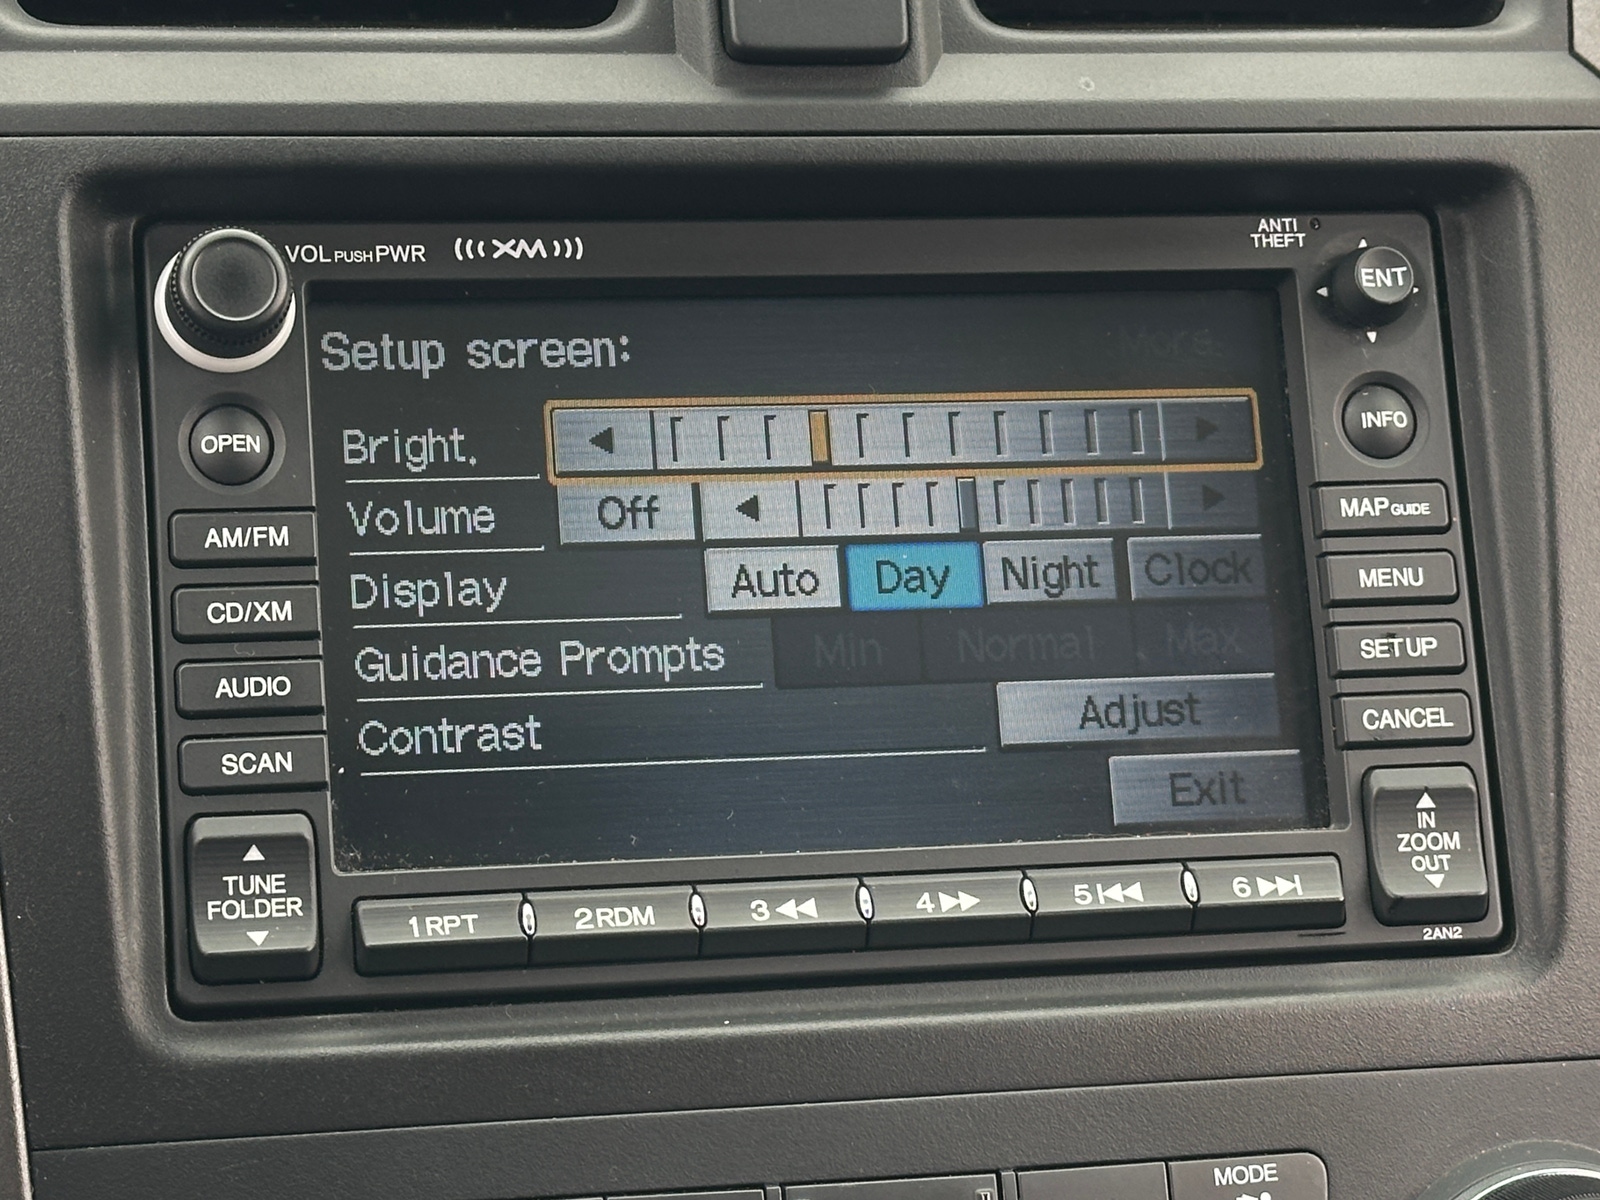 VOL PUSH PWR (((XM)))
ANTI THEFT
ENT
Setup screen: More
OPEN
Bright.
INFO
AM/FM
Volume Off
MAP GUIDE
CD/XM
Display Auto Day Night Clock
MENU
AUDIO
Guidance Prompts Min Normal Max
SETUP
SCAN
Contrast Adjust
CANCEL
Exit
TUNE
FOLDER
IN
ZOOM
OUT
1 RPT 2 RDM 3 ◀◀ 4 ▶▶ 5 |◀◀ 6 ▶▶|
2AN2
MODE